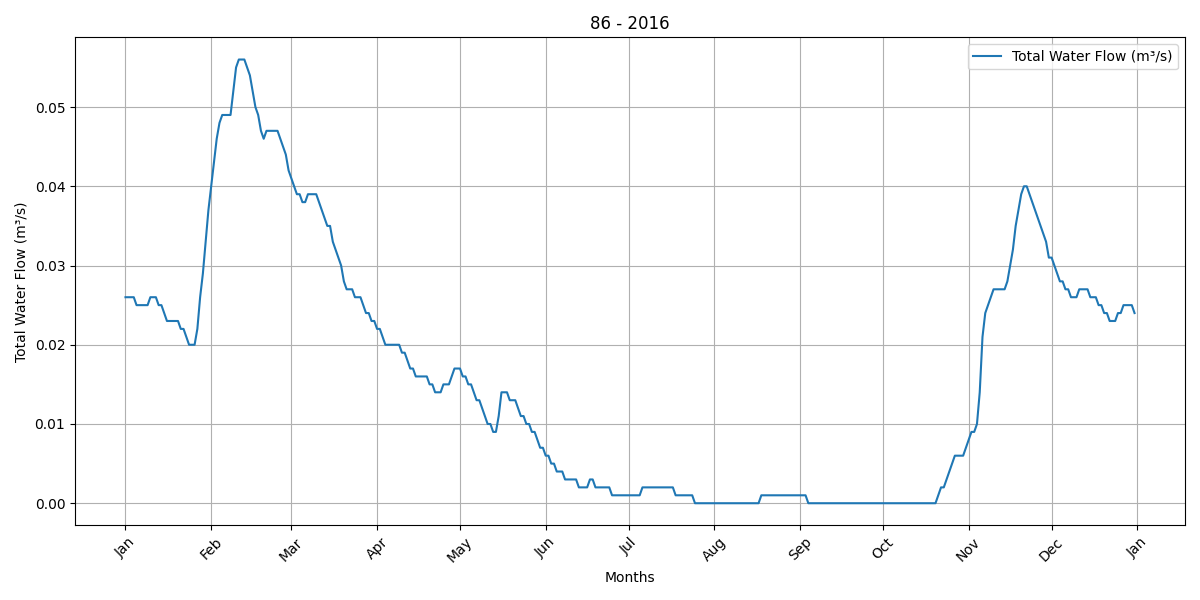 86 - 2016
Total Water Flow (m³/s)
Total Water Flow (m³/s)
0.05
0.04
0.03
0.02
0.01
0.00
Jan Feb Mar Apr May Jun Jul Aug Sep Oct Nov Dec Jan
Months